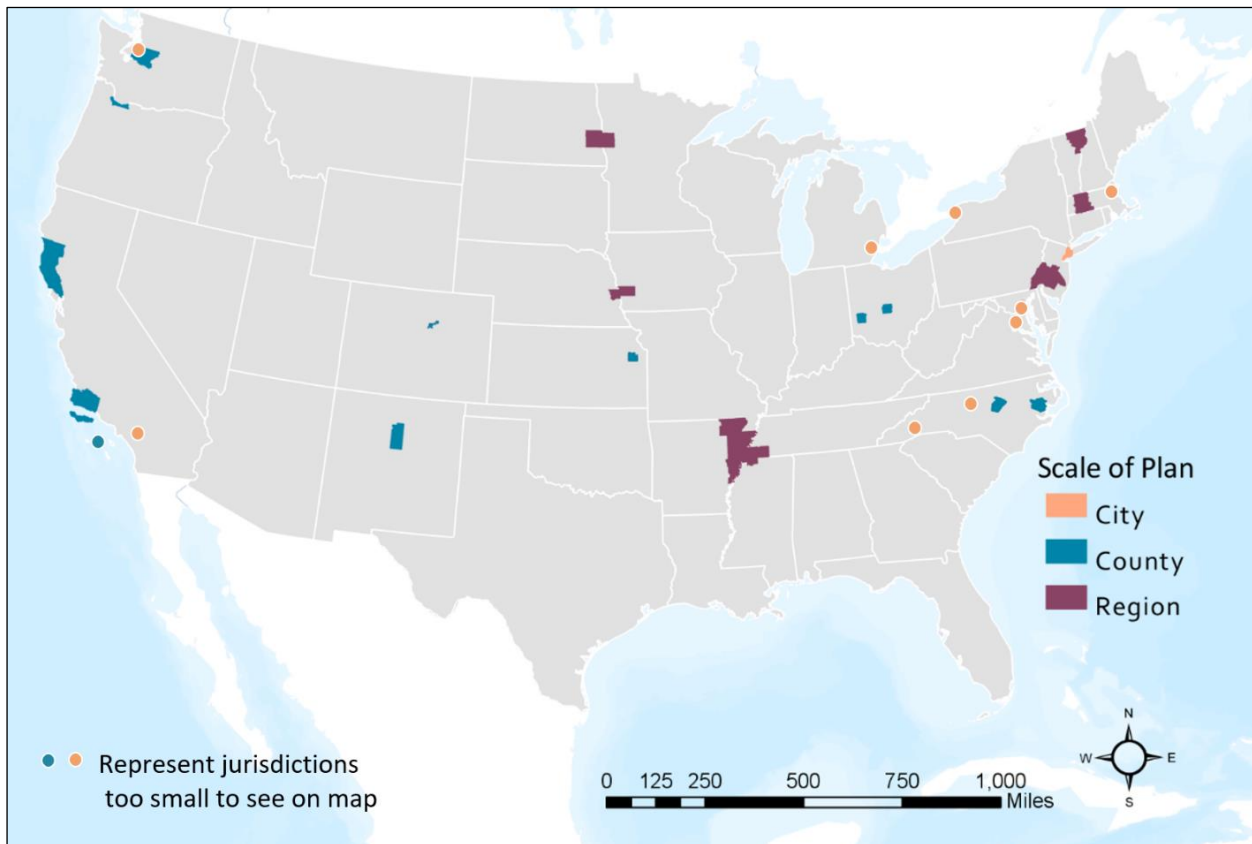 Scale of Plan
City
County
Region
Represent jurisdictions
too small to see on map
0 125 250 500 750 1,000
Miles
N
W E
S